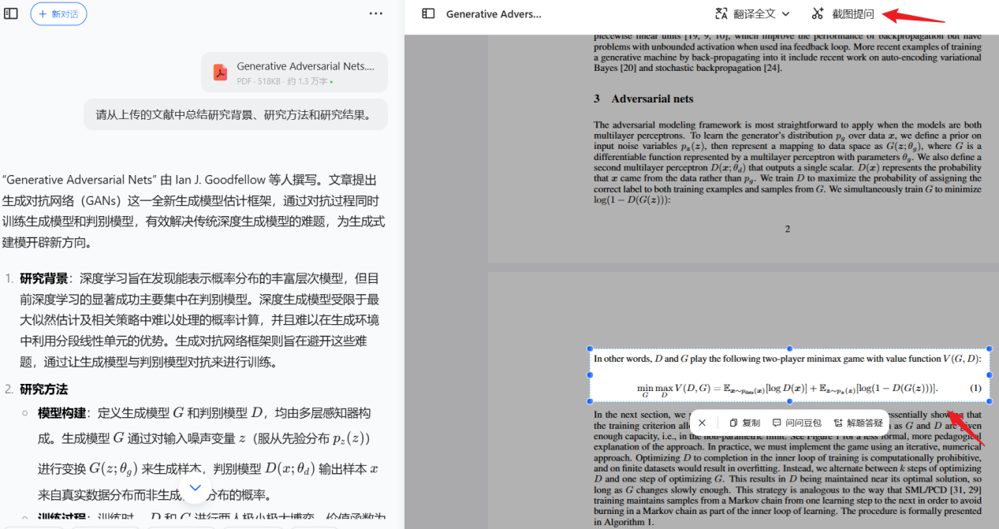 新对话
Generative Adversarial Nets....
PDF · 518KB · 约 1.3 万字
请从上传的文献中总结研究背景、研究方法和研究结果。
“Generative Adversarial Nets” 由 Ian J. Goodfellow 等人撰写。文章提出
生成对抗网络（GANs）这一全新生成模型估计框架，通过对抗过程同时
训练生成模型和判别模型，有效解决传统深度生成模型的难题，为生成式
建模开辟新方向。
1. 研究背景：深度学习旨在发现能表示概率分布的丰富层次模型，但目
前深度学习的显著成功主要集中在判别模型。深度生成模型受限于最
大似然估计及相关策略中难以处理的概率计算，并且难以在生成环境
中利用分段线性单元的优势。生成对抗网络框架则旨在避开这些难
题，通过让生成模型与判别模型对抗来进行训练。
2. 研究方法
模型构建：定义生成模型 G 和判别模型 D，均由多层感知器构
成。生成模型 G 通过对输入噪声变量 z（服从先验分布 p_z(z)）
进行变换 G(z; θ_g) 来生成样本，判别模型 D(x; θ_d) 输出样本 x
来自真实数据分布而非生成分布的概率。
训练过程：训练时，D 和 G 进行两人极小极大博弈，价值函数为
Generative Advers...
翻译全文
截图提问
piecewise linear units [19, 9, 10], which improve the performance of backpropagation but have
problems with unbounded activation when used ina feedback loop. More recent examples of training
a generative machine by back-propagating into it include recent work on auto-encoding variational
Bayes [20] and stochastic backpropagation [24].
3 Adversarial nets
The adversarial modeling framework is most straightforward to apply when the models are both
multilayer perceptrons. To learn the generator's distribution p_g over data x, we define a prior on
input noise variables p_z(z), then represent a mapping to data space as G(z; θ_g), where G is a
differentiable function represented by a multilayer perceptron with parameters θ_g. We also define a
second multilayer perceptron D(x; θ_d) that outputs a single scalar. D(x) represents the probability
that x came from the data rather than p_g. We train D to maximize the probability of assigning the
correct label to both training examples and samples from G. We simultaneously train G to minimize
log(1 − D(G(z))):
2
In other words, D and G play the following two-player minimax game with value function V(G, D):
min_G max_D V(D, G) = 𝔼_{x∼p_data(x)}[log D(x)] + 𝔼_{z∼p_z(z)}[log(1 − D(G(z)))]. (1)
In the next section, we essentially showing that
复制
问问豆包
解题答疑
the training criterion as G and D are given
enough capacity, i.e., in the non-parametric limit. See Figure 1 for a less formal, more pedagogical
explanation of the approach. In practice, we must implement the game using an iterative, numerical
approach. Optimizing D to completion in the inner loop of training is computationally prohibitive,
and on finite datasets would result in overfitting. Instead, we alternate between k steps of optimizing
D and one step of optimizing G. This results in D being maintained near its optimal solution, so
long as G changes slowly enough. This strategy is analogous to the way that SML/PCD [31, 29]
training maintains samples from a Markov chain from one learning step to the next in order to avoid
burning in a Markov chain as part of the inner loop of learning. The procedure is formally presented
in Algorithm 1.